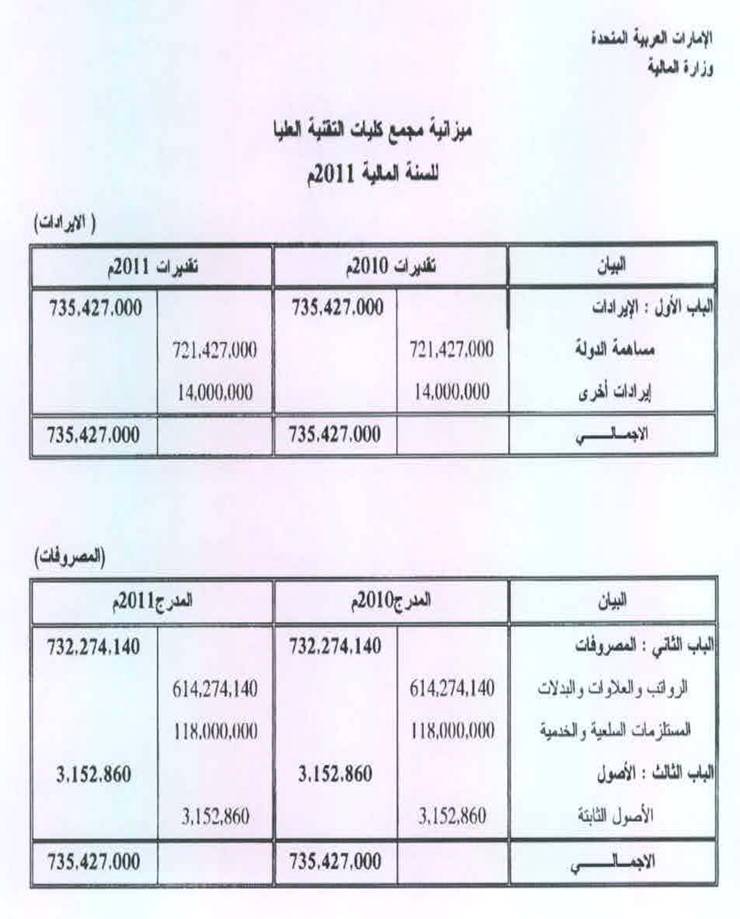 الإمارات العربية المتحدة
وزارة المالية
ميزانية مجمع كليات التقنية العليا
للسنة المالية 2011م
( الايرادات)
البيان تقديرات 2010م تقديرات 2011م
الباب الأول : الإيرادات 735.427.000 735.427.000
مساهمة الدولة 721,427,000 721,427,000
إيرادات أخرى 14,000,000 14,000,000
الاجمالــــــي 735.427.000 735.427.000
(المصروفات)
البيان المدرج2010م المدرج2011م
الباب الثاني : المصروفات 732.274.140 732.274.140
الرواتب والعلاوات والبدلات 614,274,140 614,274,140
المستلزمات السلعية والخدمية 118,000,000 118,000,000
الباب الثالث : الأصول 3.152.860 3.152.860
الأصول الثابتة 3,152,860 3,152,860
الاجمالــــــي 735.427.000 735.427.000